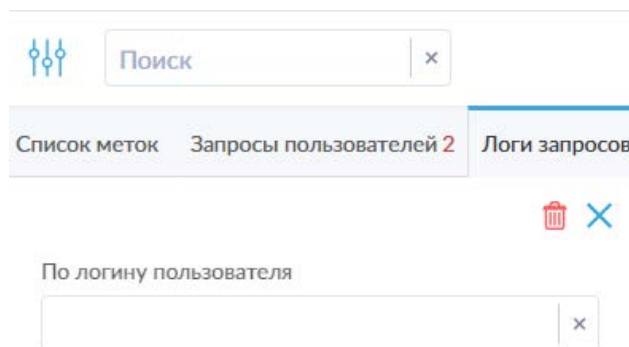 Поиск
Список меток Запросы пользователей 2 Логи запросов
По логину пользователя